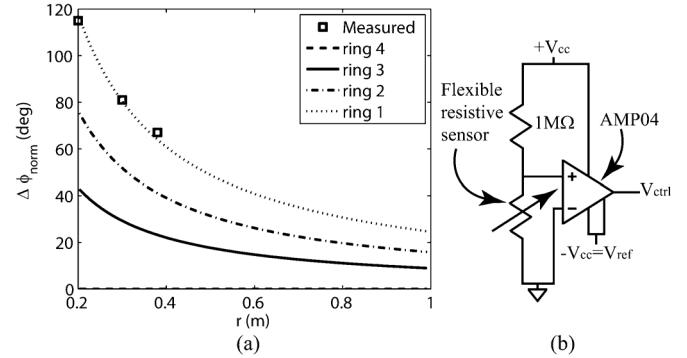 120
100
80
60
40
20
0
Δ ϕnorm (deg)
0.2
0.4
0.6
0.8
1
r (m)
Measured
ring 4
ring 3
ring 2
ring 1
(a)
+Vcc
Flexible
resistive
sensor
1MΩ
AMP04
+
−
Vctrl
-Vcc=Vref
(b)